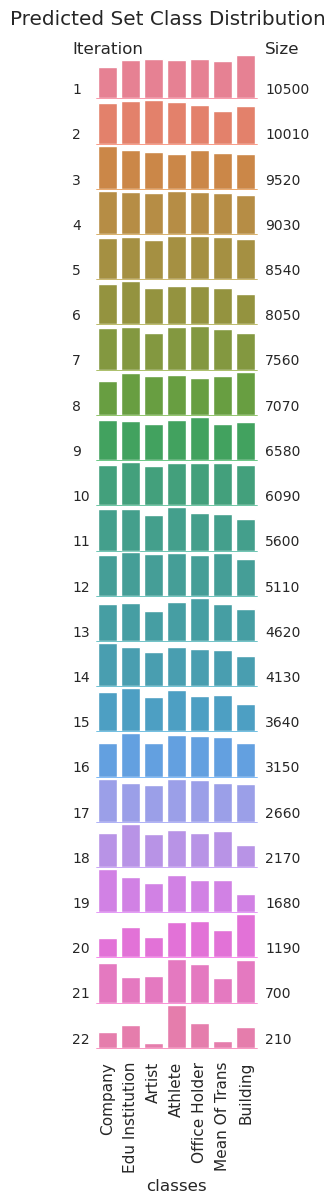 Predicted Set Class Distribution
Iteration Size
1 10500
2 10010
3 9520
4 9030
5 8540
6 8050
7 7560
8 7070
9 6580
10 6090
11 5600
12 5110
13 4620
14 4130
15 3640
16 3150
17 2660
18 2170
19 1680
20 1190
21 700
22 210
Company
Edu Institution
Artist
Athlete
Office Holder
Mean Of Trans
Building
classes